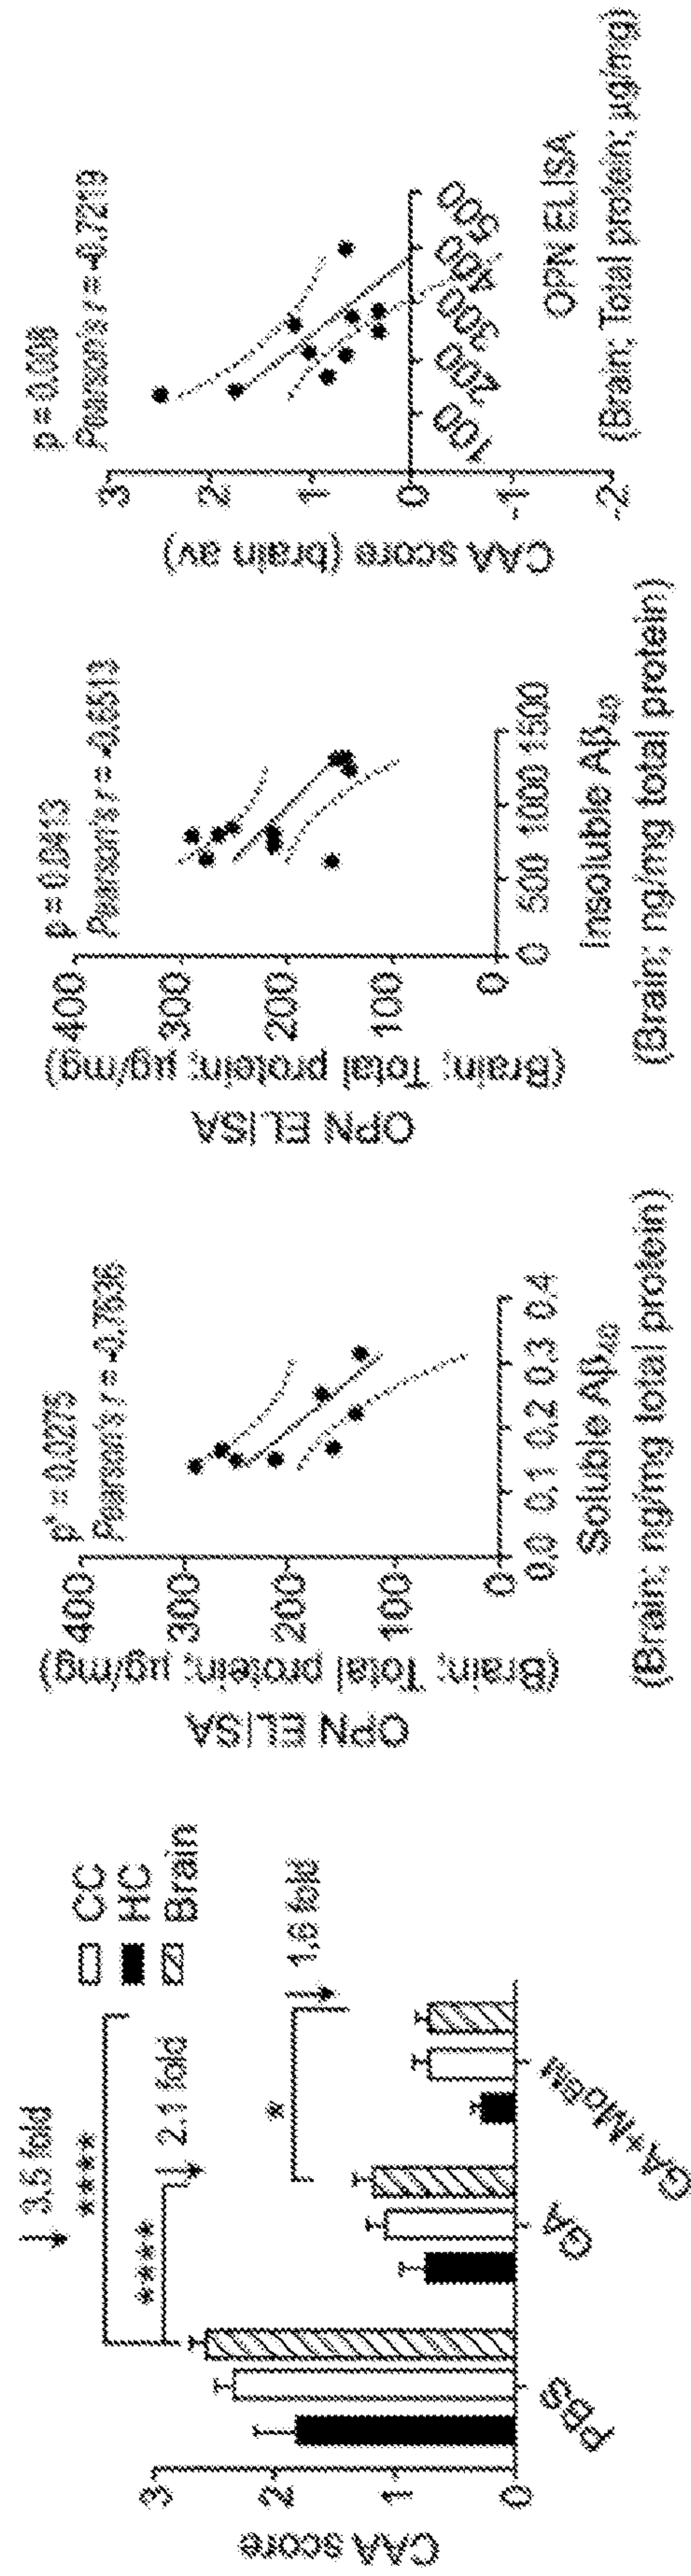 CAA score
3
2
1
0
PBS
GA
GA+MoBM
↓ 3.5 fold
****
****
↓ 2.1 fold
*
↓ 1.6 fold
CC
HC
Brain
p* = 0.0275
Pearson's r = -0.7636
OPN ELISA
(Brain; Total protein; µg/mg)
400
300
200
100
0
0.0 0.1 0.2 0.3 0.4
Soluble Aβ40
(Brain; ng/mg total protein)
p = 0.0413
Pearson's r = -0.6513
OPN ELISA
(Brain; Total protein; µg/mg)
400
300
200
100
0
0 500 1000 1500
Insoluble Aβ40
(Brain; ng/mg total protein)
p = 0.008
Pearson's r = -0.7219
CAA score (brain av)
3
2
1
0
-1
-2
100 200 300 400 500
OPN ELISA
(Brain; Total protein; µg/mg)